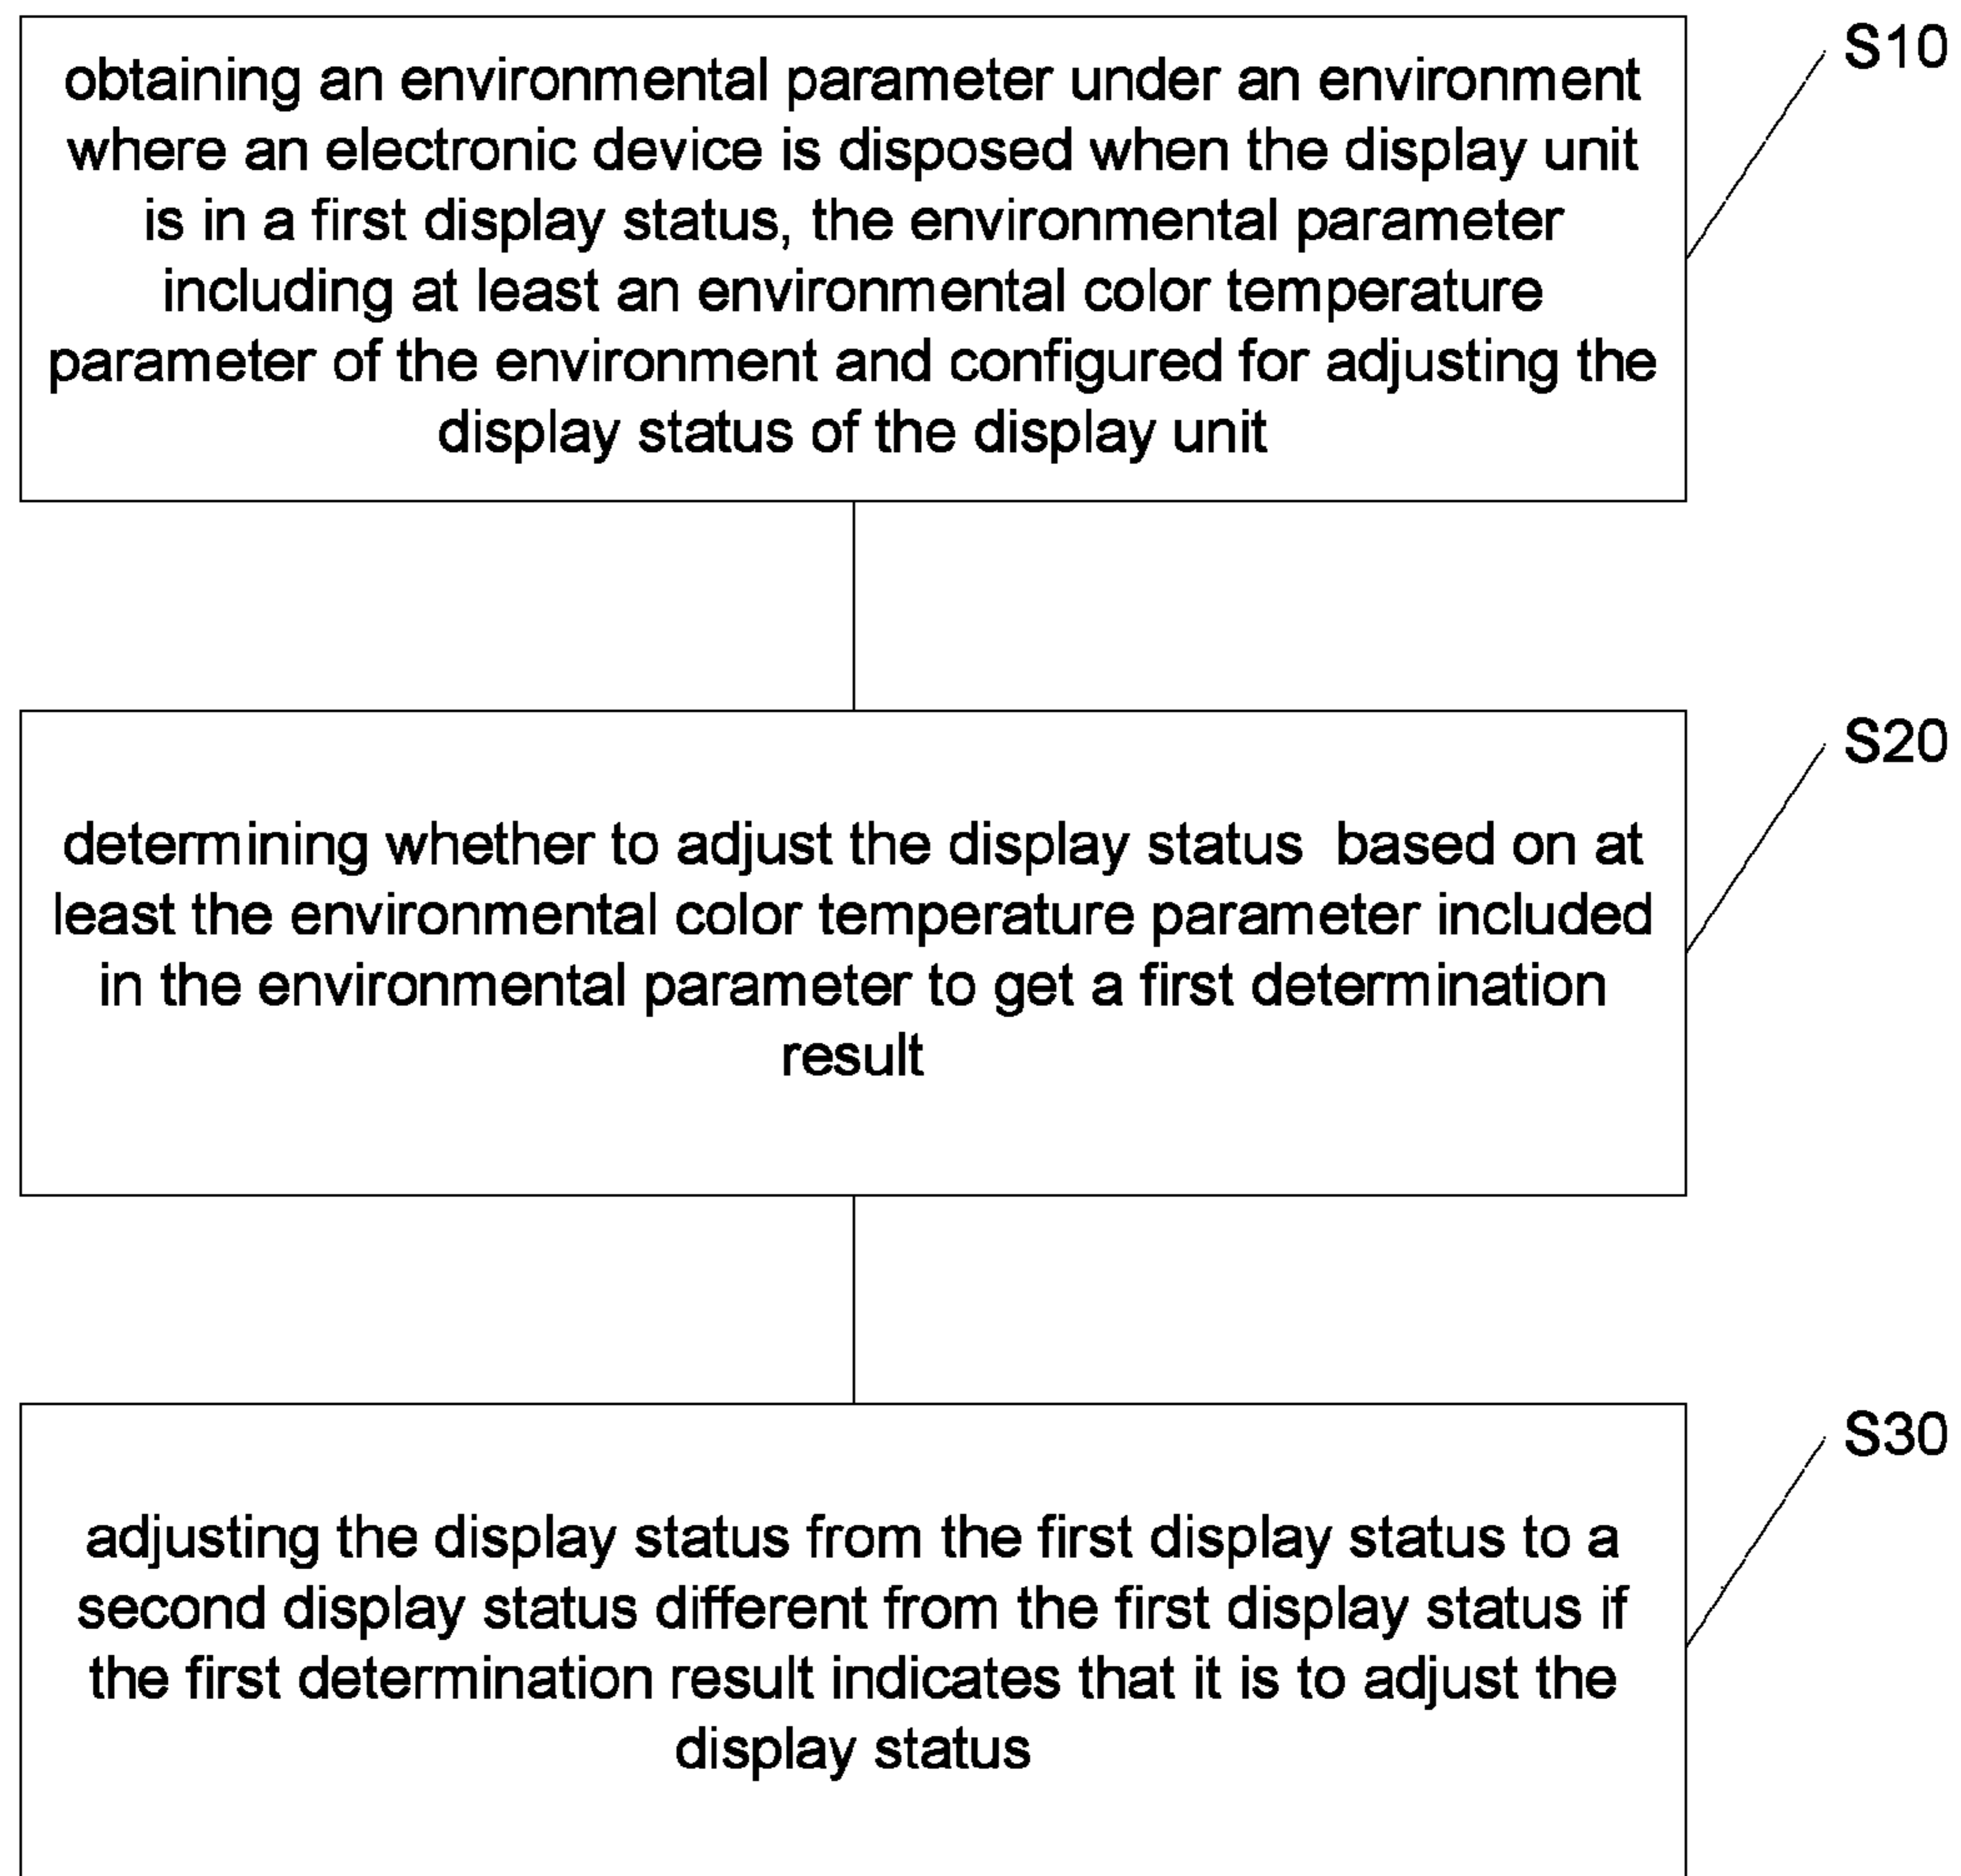 obtaining an environmental parameter under an environment
where an electronic device is disposed when the display unit
is in a first display status, the environmental parameter
including at least an environmental color temperature
parameter of the environment and configured for adjusting the
display status of the display unit
S10
determining whether to adjust the display status  based on at
least the environmental color temperature parameter included
in the environmental parameter to get a first determination
result
S20
adjusting the display status from the first display status to a
second display status different from the first display status if
the first determination result indicates that it is to adjust the
display status
S30